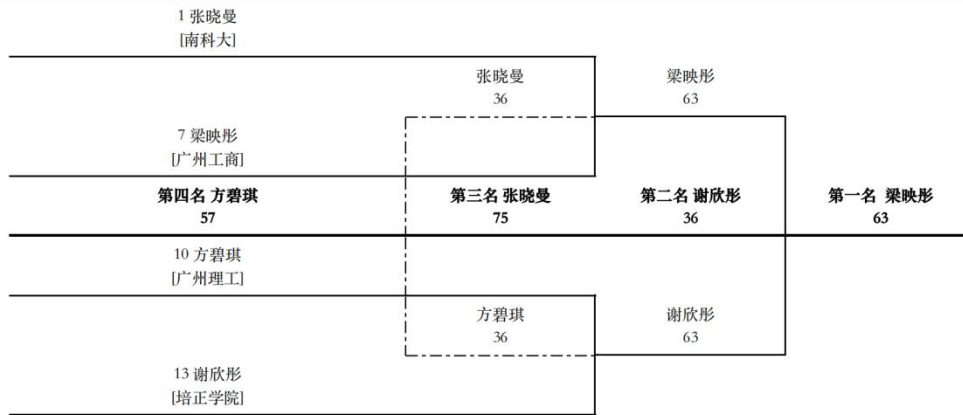 1 张晓曼
[南科大]
张晓曼
36
梁映彤
63
7 梁映彤
[广州工商]
第四名 方碧琪
57
第三名 张晓曼
75
第二名 谢欣彤
36
第一名 梁映彤
63
10 方碧琪
[广州理工]
方碧琪
36
谢欣彤
63
13 谢欣彤
[培正学院]